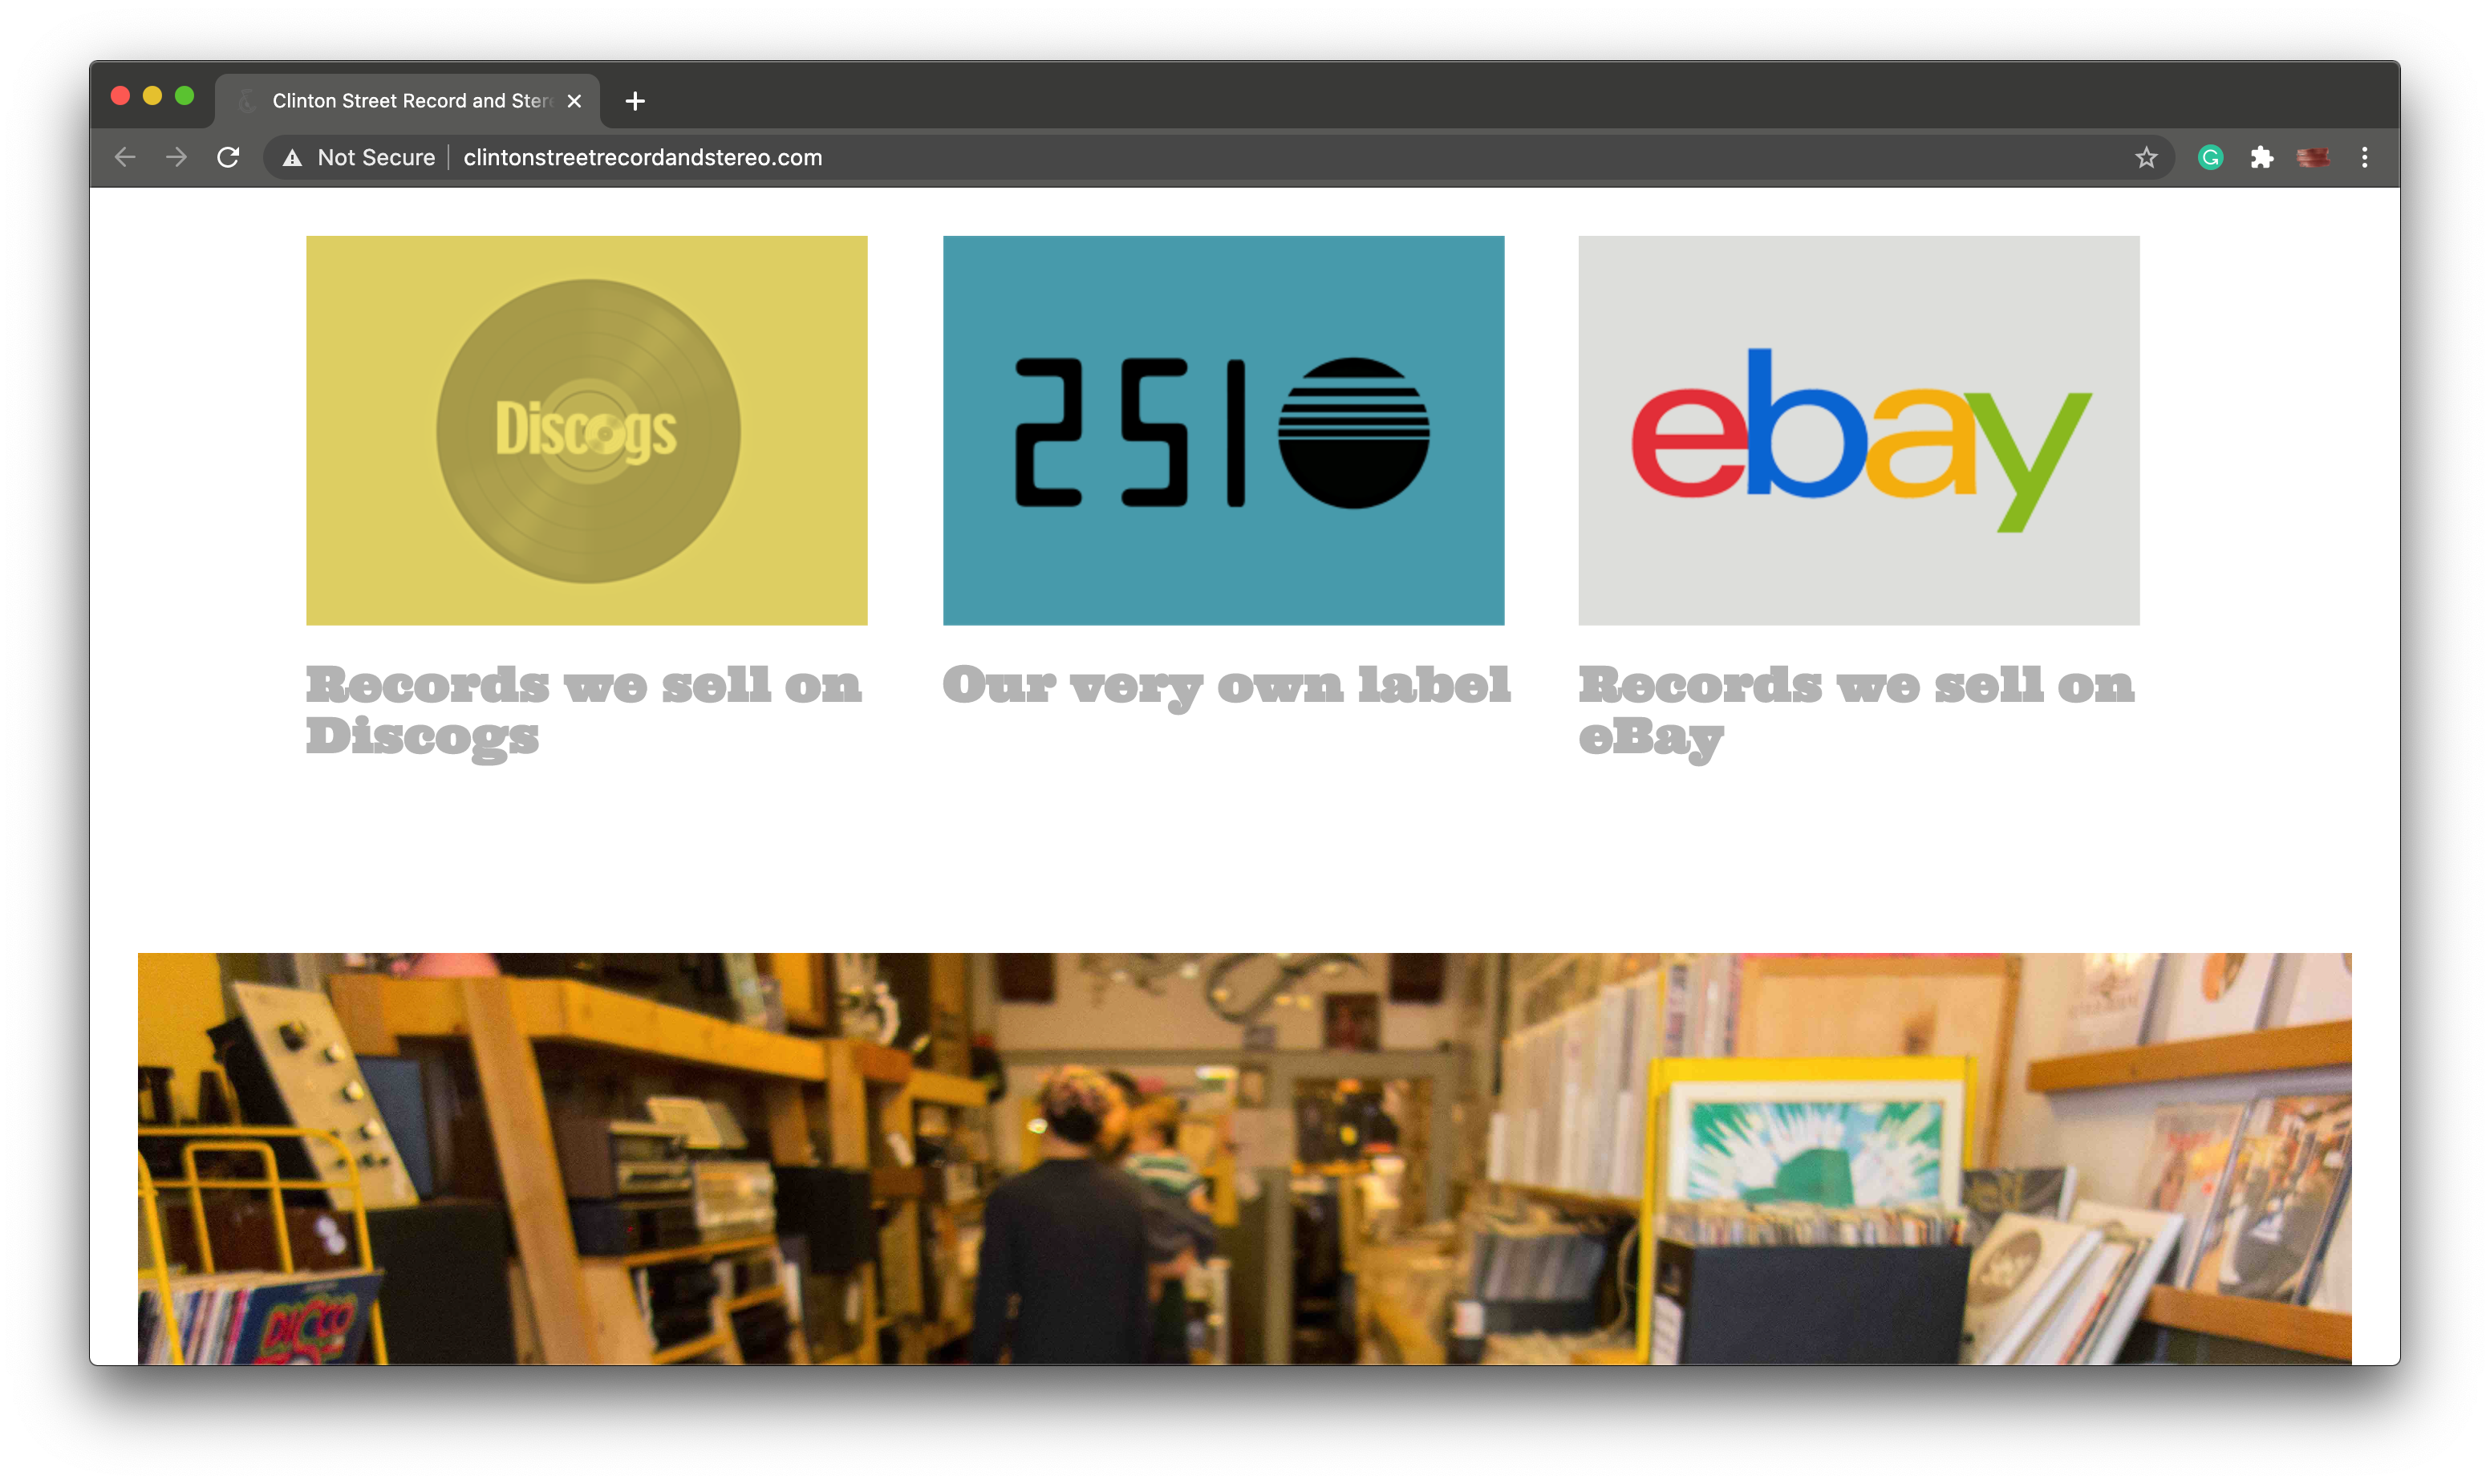 Clinton Street Record and Ster
Not Secure
clintonstreetrecordandstereo.com
Discogs
2510
ebay
Records we sell on
Discogs
Our very own label
Records we sell on
eBay
DISCO